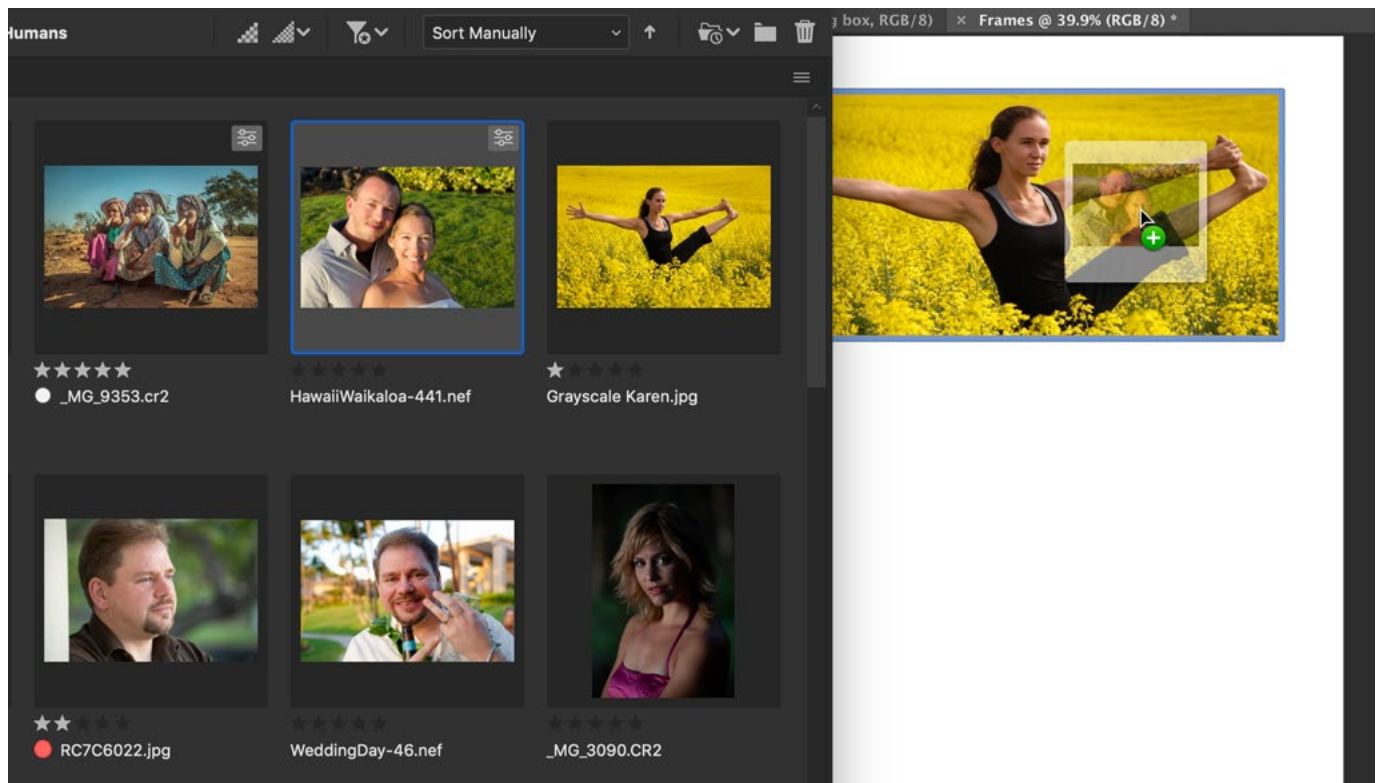 Humans
Sort Manually
g box, RGB/8) × Frames @ 39.9% (RGB/8) *
_MG_9353.cr2
HawaiiWaikaloa-441.nef
Grayscale Karen.jpg
RC7C6022.jpg
WeddingDay-46.nef
_MG_3090.CR2